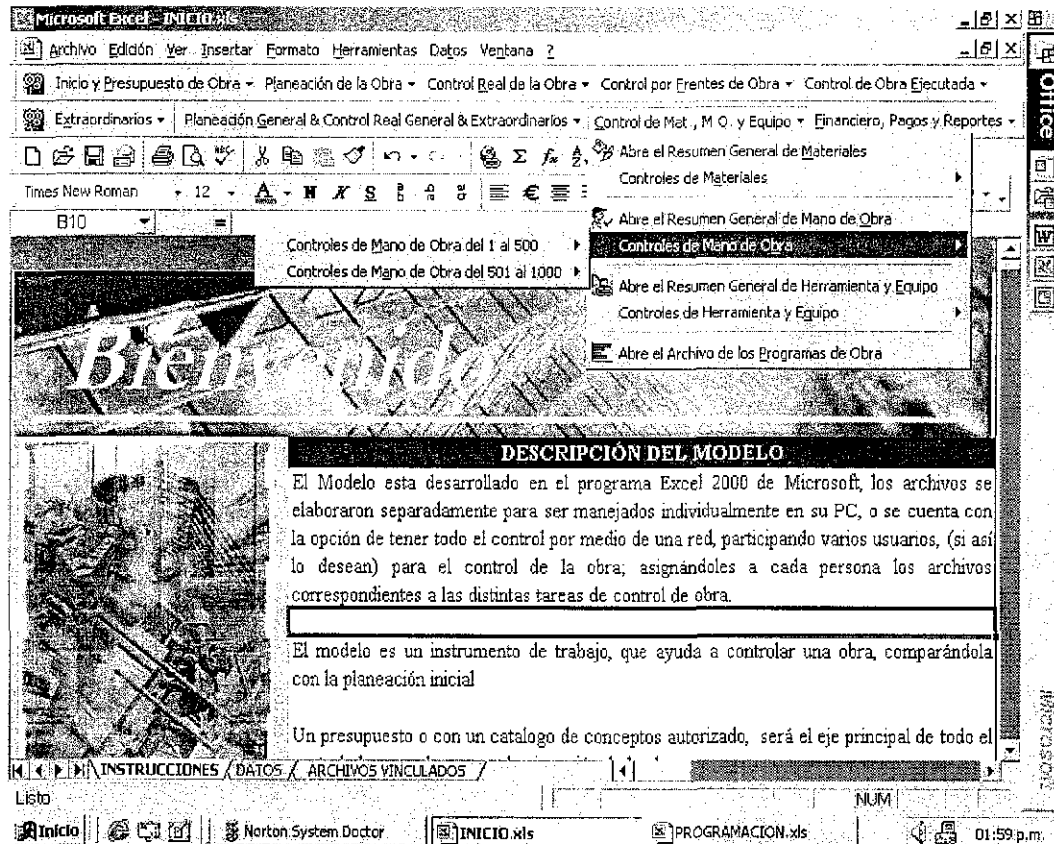 Microsoft Excel - INICIO.xls
Archivo Edición Ver Insertar Formato Herramientas Datos Ventana ?
Inicio y Presupuesto de Obra Planeación de la Obra Control Real de la Obra Control por Frentes de Obra Control de Obra Ejecutada
Extraordinarios Planeación General & Control Real General & Extraordinarios Control de Mat., M O. y Equipo Financiero, Pagos y Reportes
Abre el Resumen General de Materiales
Controles de Materiales
Abre el Resumen General de Mano de Obra
Controles de Mano de Obra
Abre el Resumen General de Herramienta y Equipo
Controles de Herramienta y Equipo
Abre el Archivo de los Programas de Obra
Times New Roman 12 A N K S €
B10 =
Controles de Mano de Obra del 1 al 500
Controles de Mano de Obra del 501 al 1000
Bienvenido
DESCRIPCIÓN DEL MODELO
El Modelo esta desarrollado en el programa Excel 2000 de Microsoft, los archivos se
elaboraron separadamente para ser manejados individualmente en su PC, o se cuenta con
la opción de tener todo el control por medio de una red, participando varios usuarios, (si así
lo desean) para el control de la obra; asignándoles a cada persona los archivos
correspondientes a las distintas tareas de control de obra.
El modelo es un instrumento de trabajo, que ayuda a controlar una obra, comparándola
con la planeación inicial
Un presupuesto o con un catalogo de conceptos autorizado, será el eje principal de todo el
INSTRUCCIONES DATOS ARCHIVOS VINCULADOS
Listo NUM
Inicio Norton System Doctor INICIO.xls PROGRAMACION.xls 01:59 p.m.
Office
Microsoft